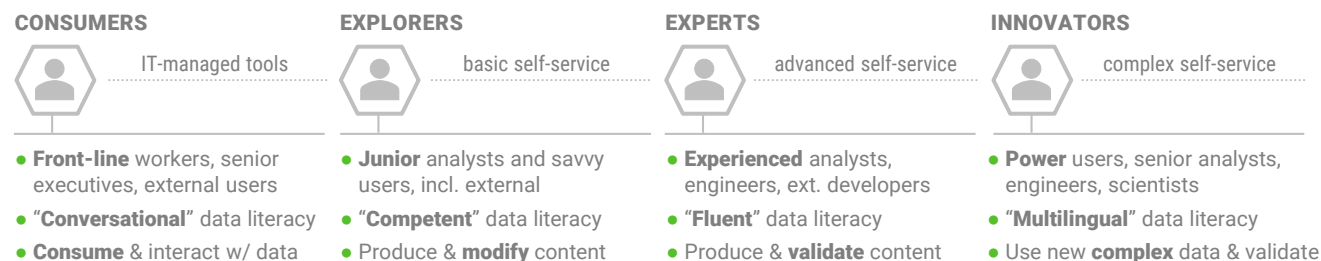 CONSUMERS
IT-managed tools
• Front-line workers, senior
executives, external users
• “Conversational” data literacy
• Consume & interact w/ data
EXPLORERS
basic self-service
• Junior analysts and savvy
users, incl. external
• “Competent” data literacy
• Produce & modify content
EXPERTS
advanced self-service
• Experienced analysts,
engineers, ext. developers
• “Fluent” data literacy
• Produce & validate content
INNOVATORS
complex self-service
• Power users, senior analysts,
engineers, scientists
• “Multilingual” data literacy
• Use new complex data & validate